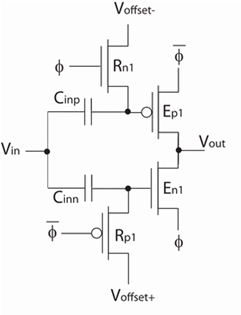 Voffset-
ϕ
Rn1
ϕ̅
Cinp
Ep1
Vin
Vout
Cinn
En1
ϕ̅
Rp1
ϕ
Voffset+